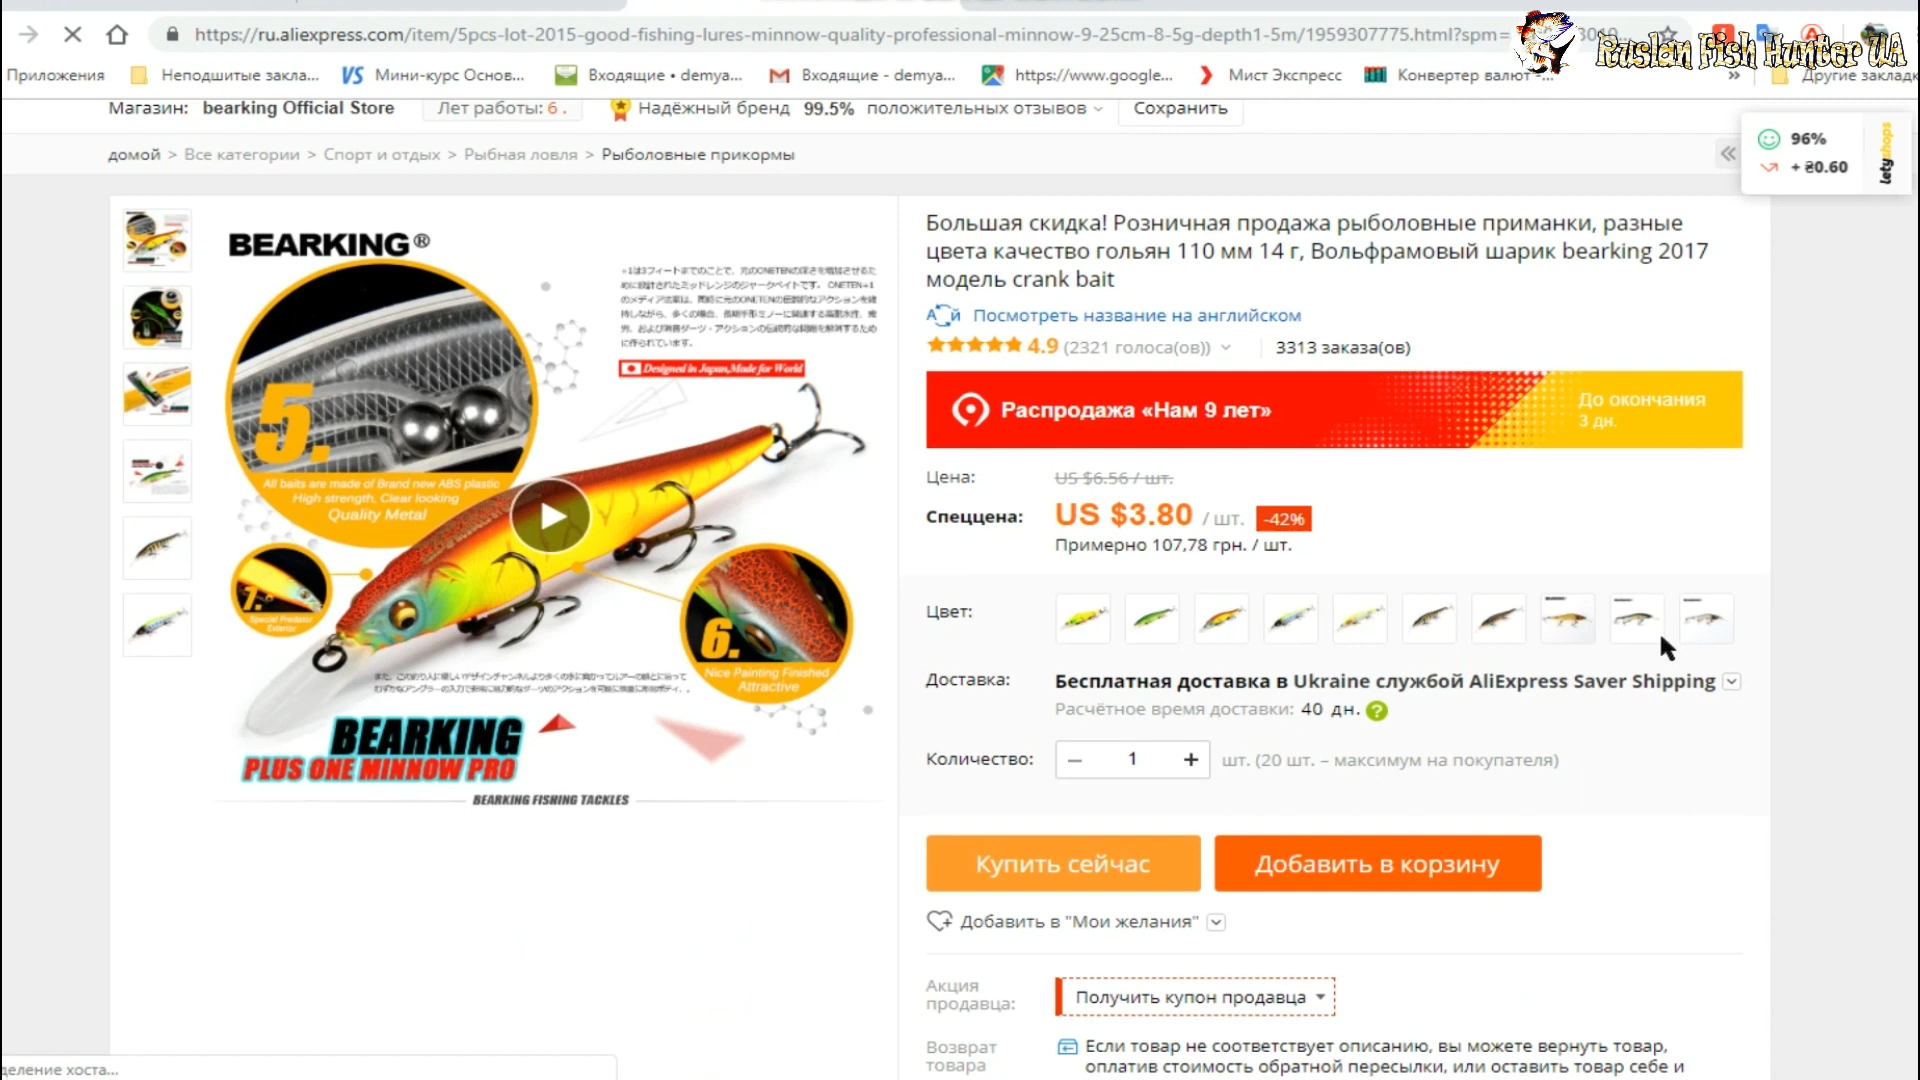 https://ru.aliexpress.com/item/5pcs-lot-2015-good-fishing-lures-minnow-quality-professional-minnow-9-25cm-8-5g-depth1-5m/1959307775.html?spm=
Ruslan Fish Hunter UA
Приложения Неподшитые закла... Мини-курс Основ... Входящие • demya... Входящие - demya... https://www.google... Мист Экспресс Конвертер валют -... » Другие закладк
Магазин: bearking Official Store Лет работы: 6 . Надёжный бренд 99.5% положительных отзывов Сохранить
домой > Все категории > Спорт и отдых > Рыбная ловля > Рыболовные прикормы
96%
+ ₴0.60
letyshops
BEARKING®
Designed in Japan,Made for World
5.
All baits are made of Brand new ABS plastic
High strength, Clear looking
Quality Metal
7.
Special Predator
Exterior
6.
Nice Painting Finished
Attractive
BEARKING
PLUS ONE MINNOW PRO
BEARKING FISHING TACKLES
Большая скидка! Розничная продажа рыболовные приманки, разные
цвета качество гольян 110 мм 14 г, Вольфрамовый шарик bearking 2017
модель crank bait
Посмотреть название на английском
4.9 (2321 голоса(ов)) 3313 заказа(ов)
Распродажа «Нам 9 лет»
До окончания
3 дн.
Цена: US $6.56 / шт.
Спеццена: US $3.80 / шт. -42%
Примерно 107,78 грн. / шт.
Цвет:
Доставка: Бесплатная доставка в Ukraine службой AliExpress Saver Shipping
Расчётное время доставки: 40 дн. ?
Количество: − 1 + шт. (20 шт. – максимум на покупателя)
Купить сейчас Добавить в корзину
Добавить в "Мои желания"
Акция
продавца:
Получить купон продавца
Возврат
товара
Если товар не соответствует описанию, вы можете вернуть товар,
оплатив стоимость обратной пересылки, или оставить товар себе и
деление хоста...